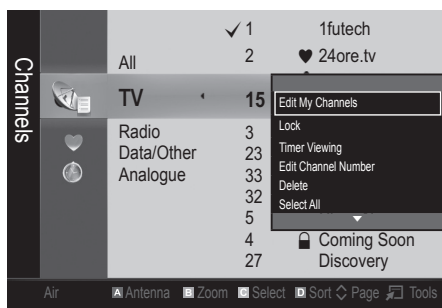 Channels
1 1futech
All 2 24ore.tv
TV 15
Edit My Channels
Lock
Timer Viewing
Edit Channel Number
Delete
Select All
Radio 3
Data/Other 23
Analogue 33
32
5
4 Coming Soon
27 Discovery
Air A Antenna B Zoom C Select D Sort Page Tools